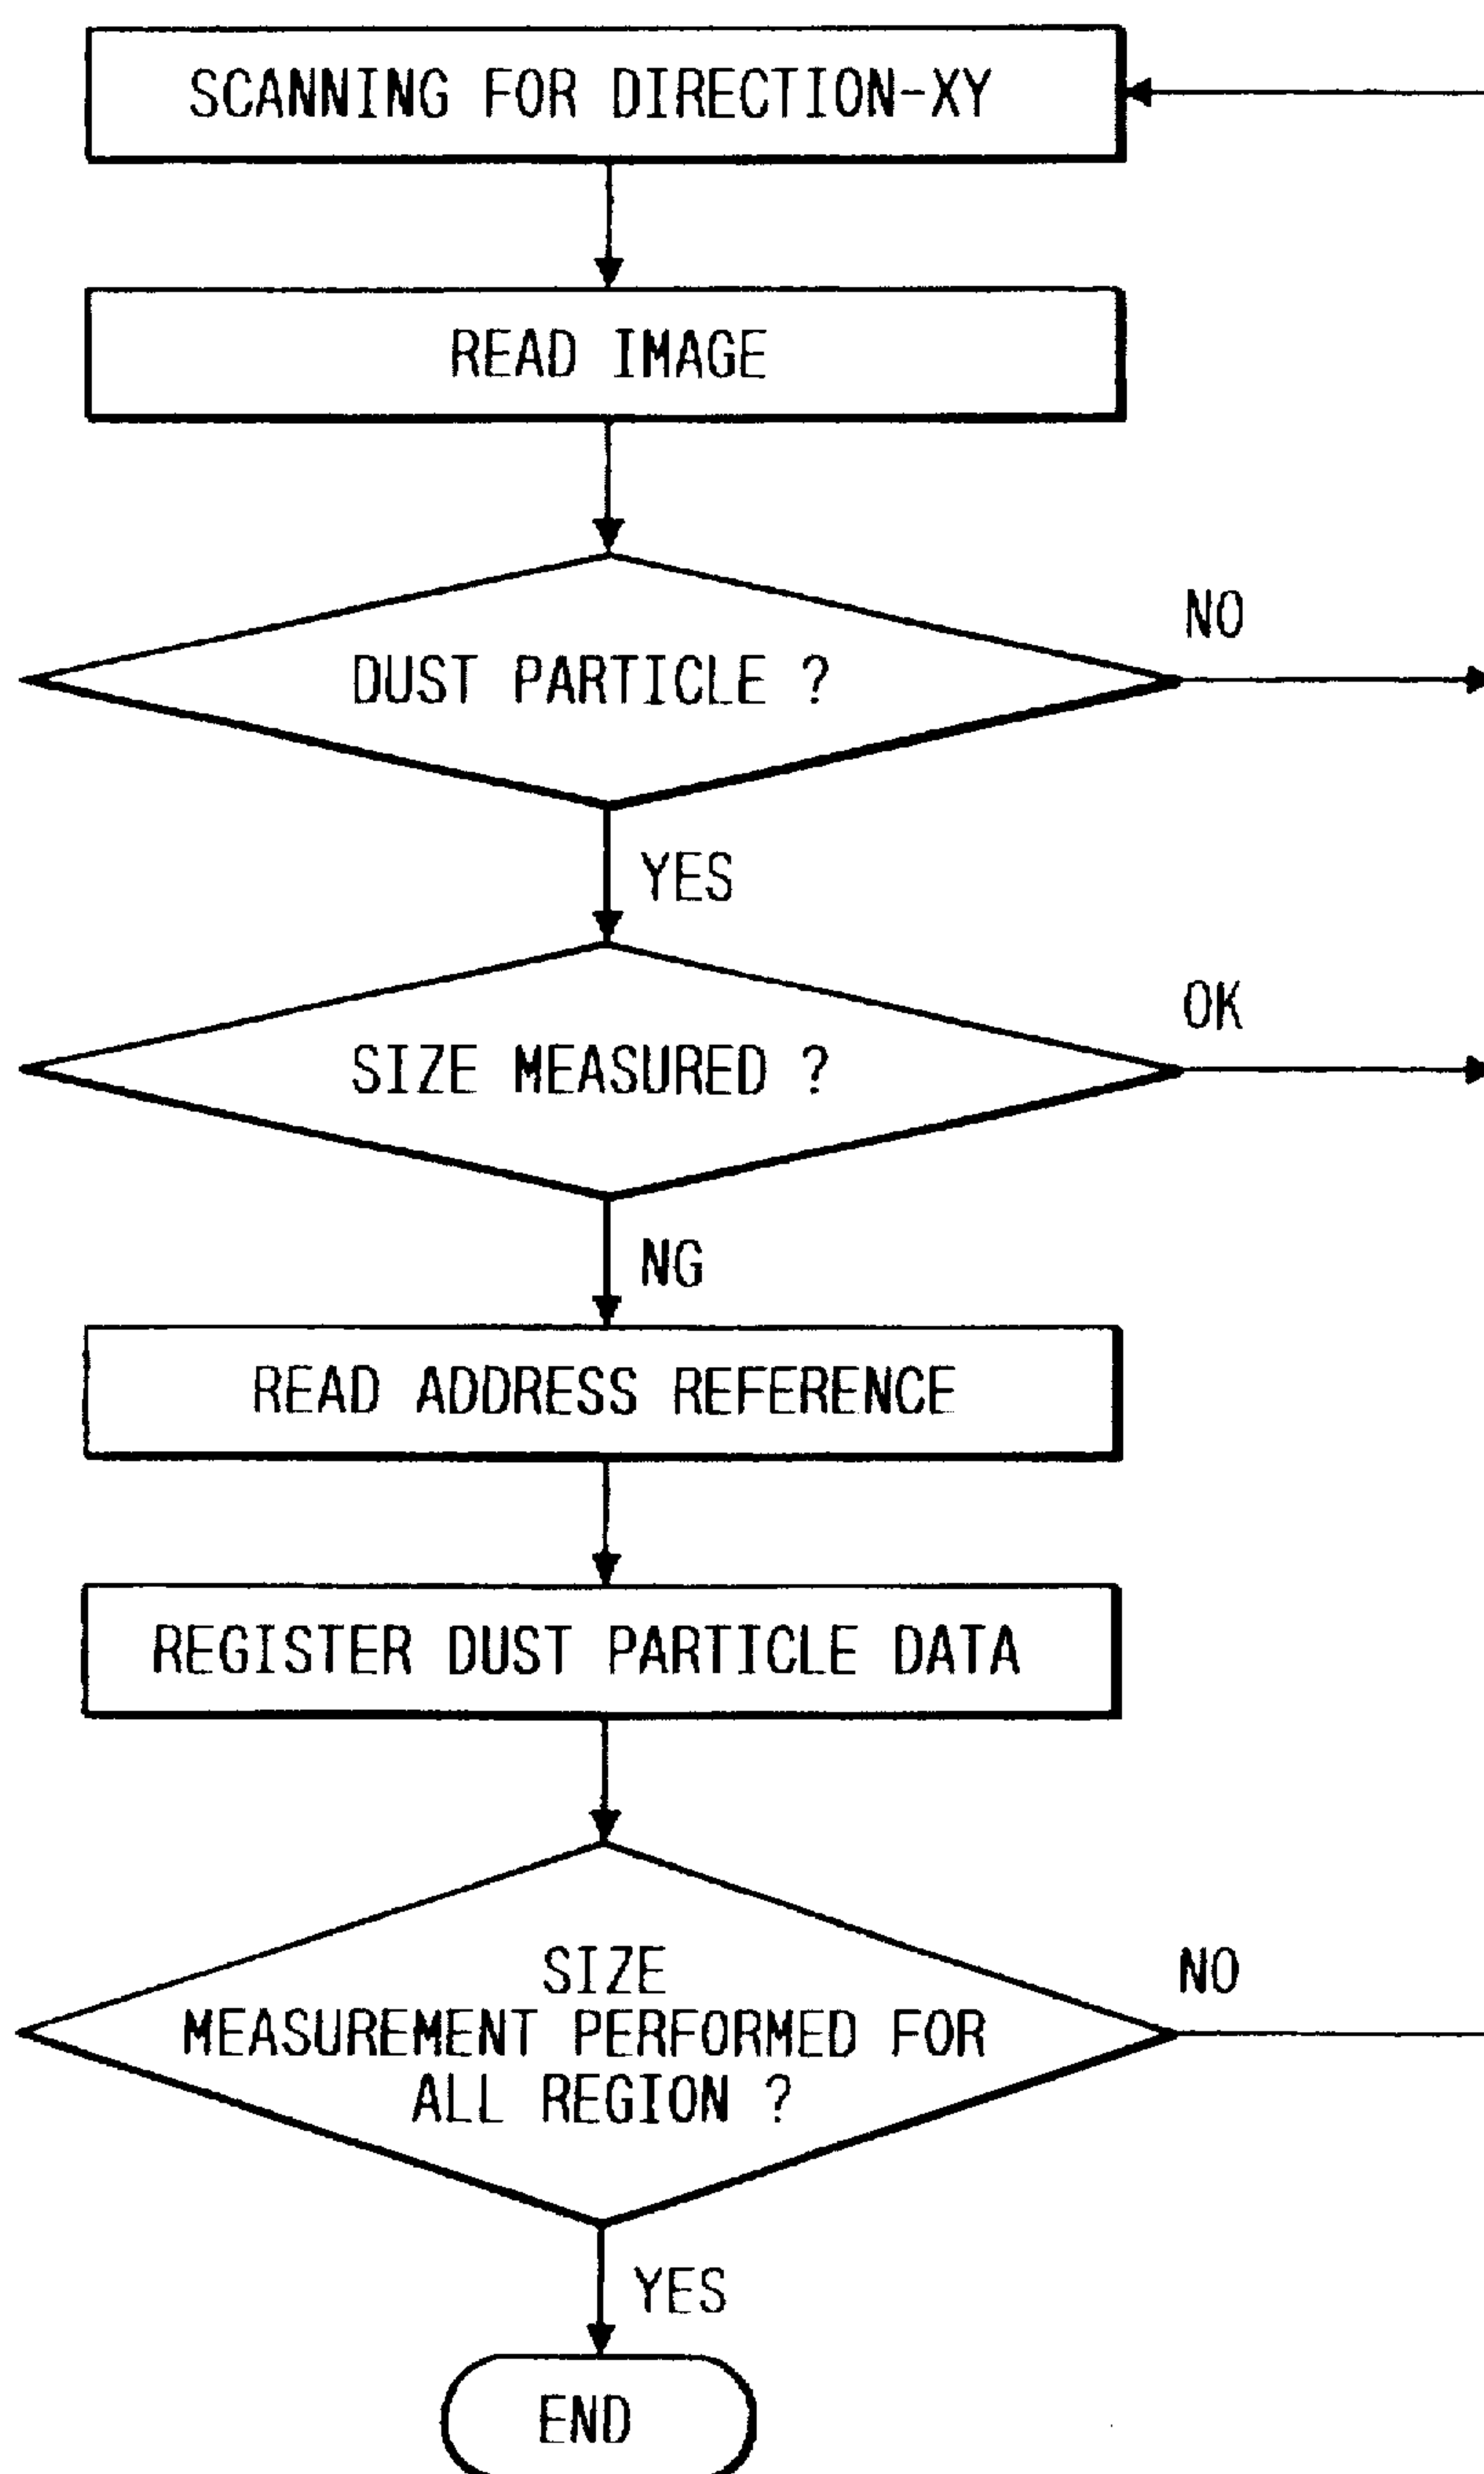 SCANNING FOR DIRECTION-XY
READ IMAGE
DUST PARTICLE ?
NO
YES
SIZE MEASURED ?
OK
NG
READ ADDRESS REFERENCE
REGISTER DUST PARTICLE DATA
SIZE
MEASUREMENT PERFORMED FOR
ALL REGION ?
NO
YES
END